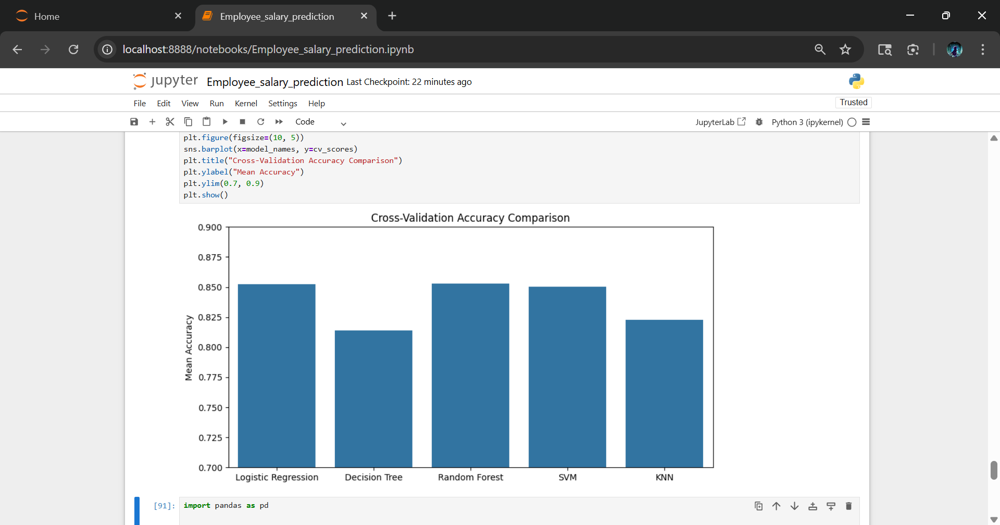 Home
Employee_salary_prediction
localhost:8888/notebooks/Employee_salary_prediction.ipynb
jupyter Employee_salary_prediction Last Checkpoint: 22 minutes ago
File Edit View Run Kernel Settings Help
Trusted
Code
JupyterLab
Python 3 (ipykernel)
plt.figure(figsize=(10, 5))
sns.barplot(x=model_names, y=cv_scores)
plt.title("Cross-Validation Accuracy Comparison")
plt.ylabel("Mean Accuracy")
plt.ylim(0.7, 0.9)
plt.show()
Cross-Validation Accuracy Comparison
0.900
0.875
0.850
0.825
0.800
0.775
0.750
0.725
0.700
Mean Accuracy
Logistic Regression Decision Tree Random Forest SVM KNN
[91]: import pandas as pd